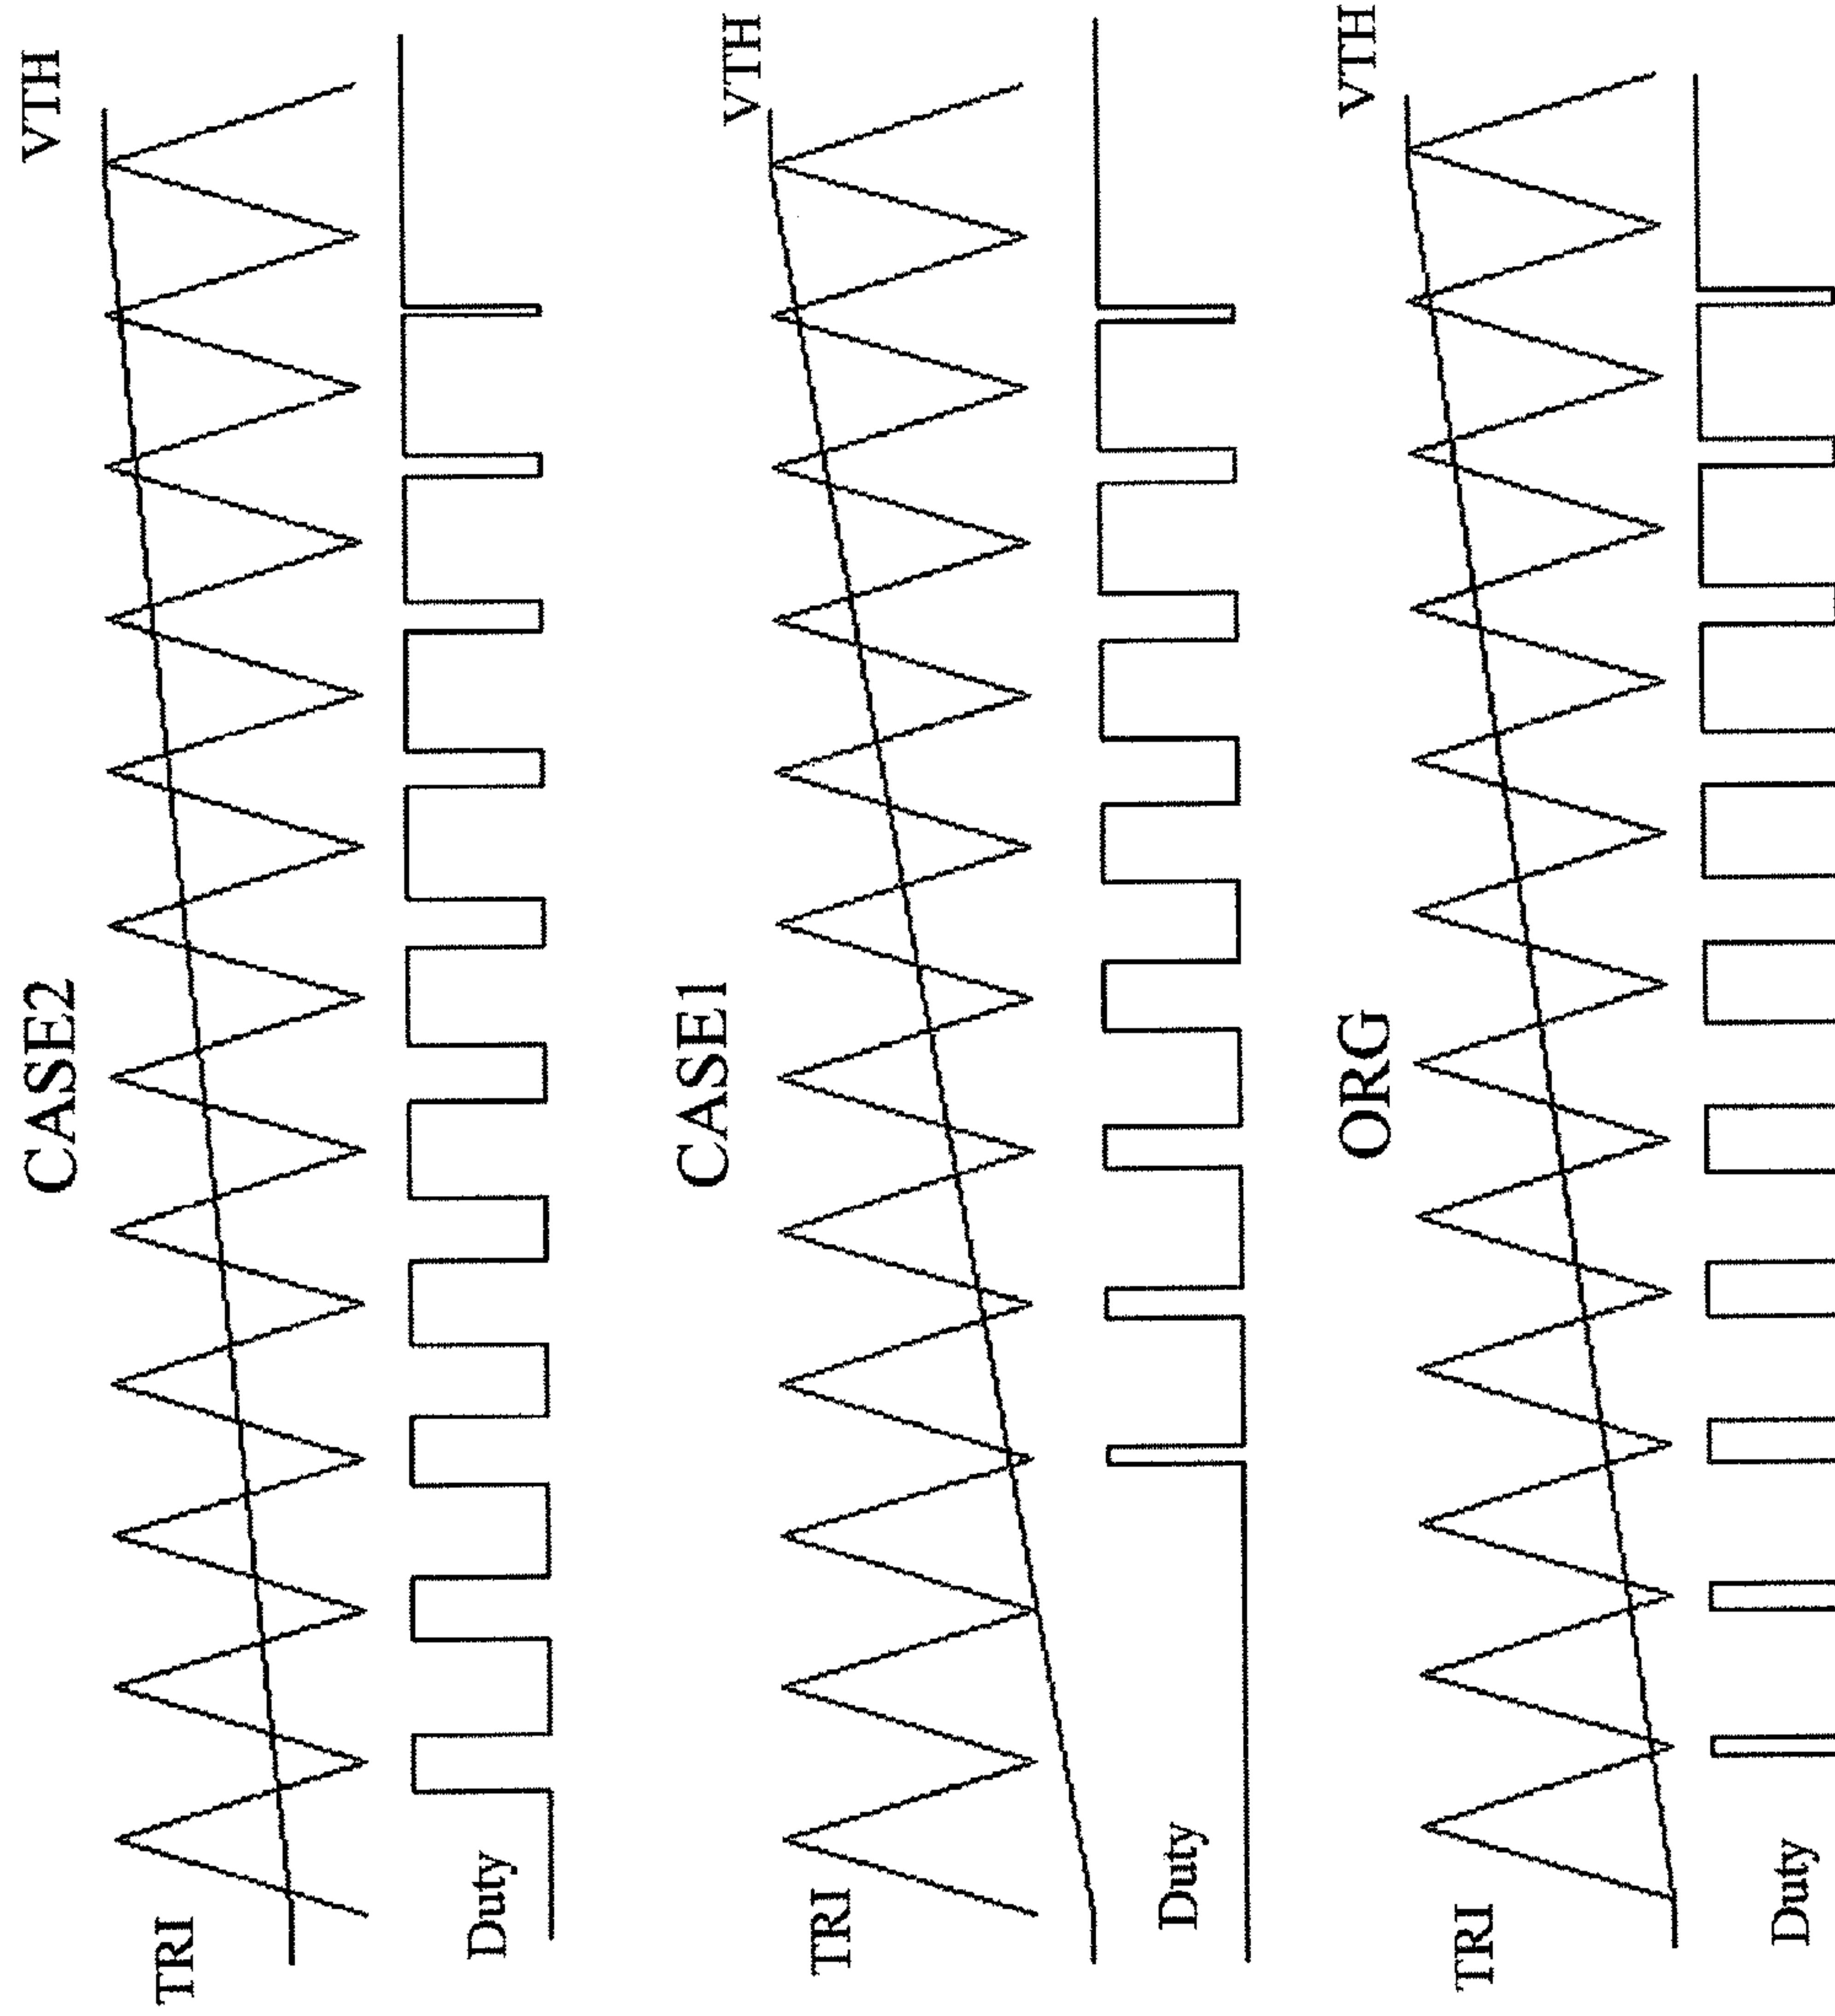 CASE2
VTH
TRI
Duty
CASE1
VTH
TRI
Duty
ORG
VTH
TRI
Duty